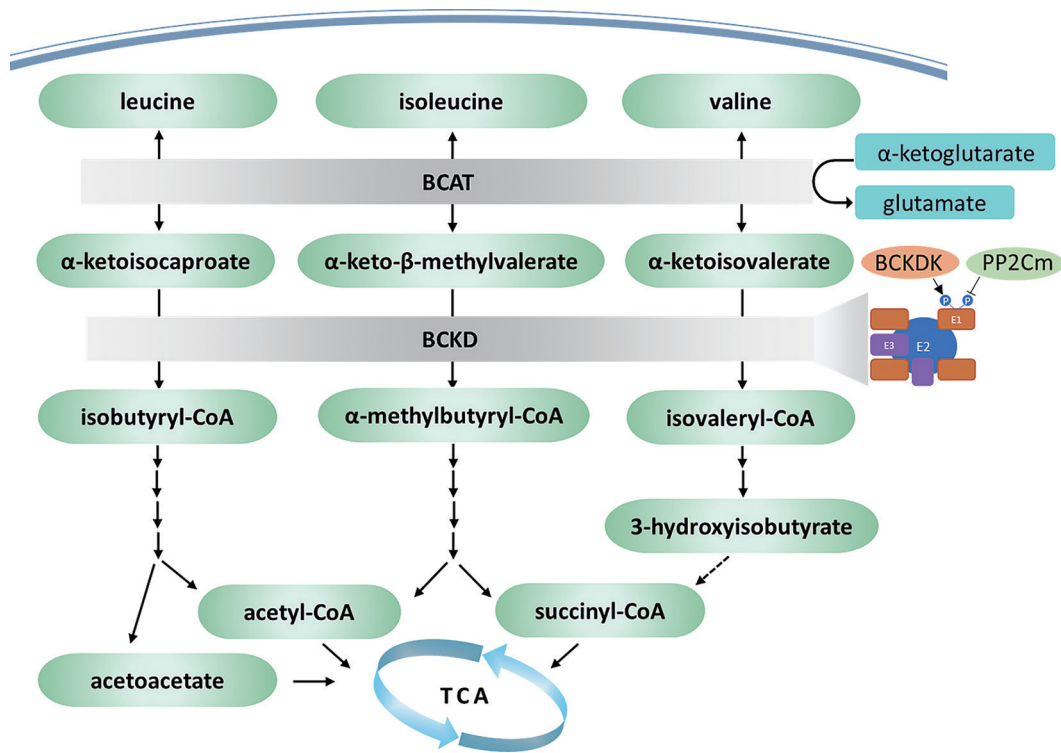 leucine
isoleucine
valine
BCAT
α-ketoglutarate
glutamate
α-ketoisocaproate
α-keto-β-methylvalerate
α-ketoisovalerate
BCKDK
PP2Cm
P
P
E1
E3
E2
BCKD
isobutyryl-CoA
α-methylbutyryl-CoA
isovaleryl-CoA
3-hydroxyisobutyrate
acetyl-CoA
succinyl-CoA
acetoacetate
TCA